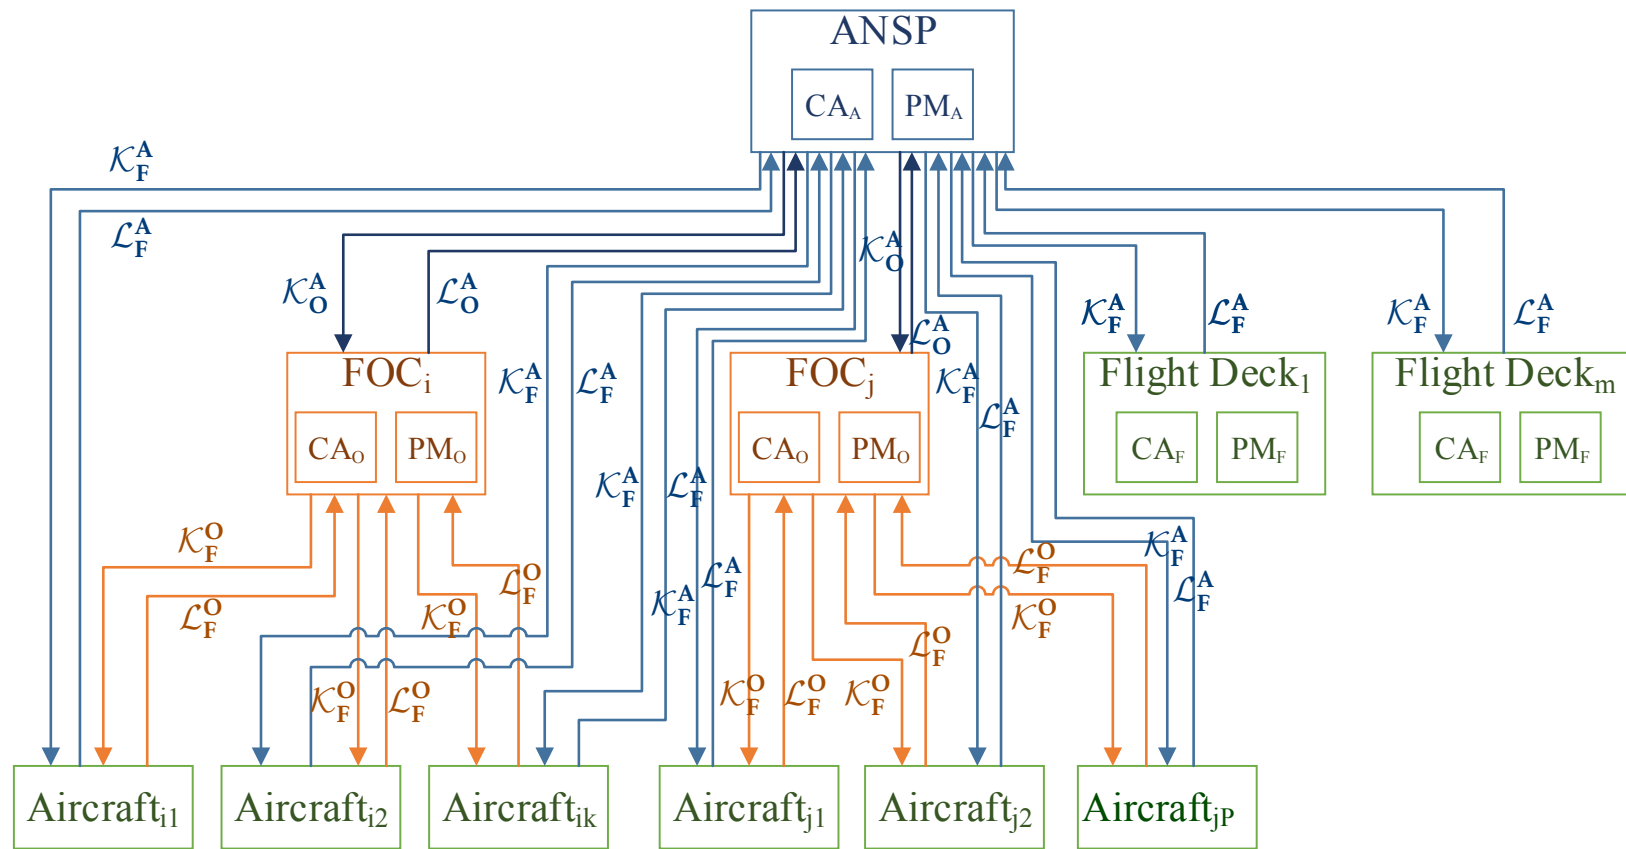 ANSP
CA_A PM_A
𝒦_F^A
ℒ_F^A
𝒦_O^A ℒ_O^A
𝒦_O^A
ℒ_O^A
𝒦_F^A ℒ_F^A
𝒦_F^A ℒ_F^A
FOC_i
CA_O PM_O
FOC_j
CA_O PM_O
Flight Deck_1
CA_F PM_F
Flight Deck_m
CA_F PM_F
𝒦_F^A ℒ_F^A
𝒦_F^A ℒ_F^A
𝒦_F^A ℒ_F^A
𝒦_F^A ℒ_F^A
𝒦_F^A ℒ_F^A
𝒦_F^O ℒ_F^O
𝒦_F^O ℒ_F^O
𝒦_F^O ℒ_F^O
𝒦_F^O ℒ_F^O
𝒦_F^O ℒ_F^O
ℒ_F^O
𝒦_F^O
Aircraft_i1
Aircraft_i2
Aircraft_ik
Aircraft_j1
Aircraft_j2
Aircraft_jP